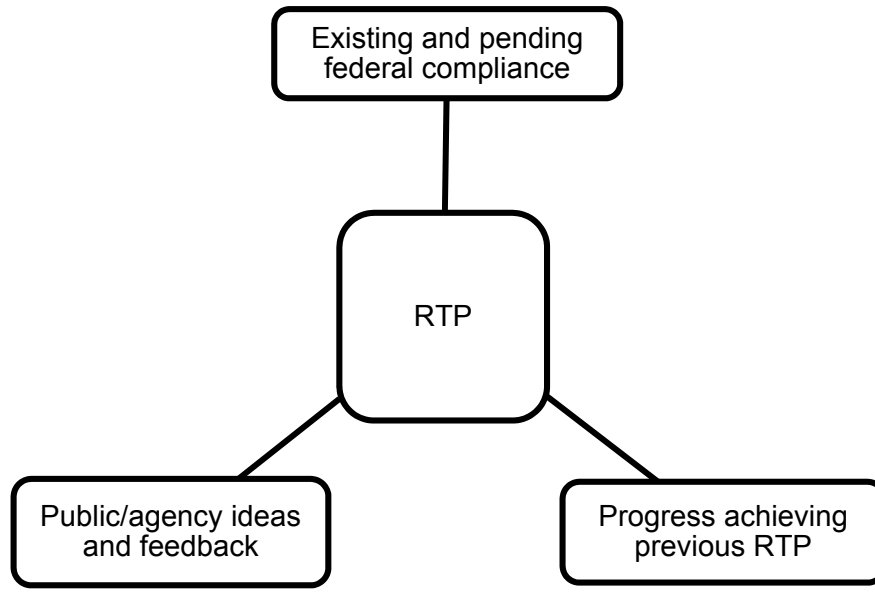 Existing and pending
federal compliance
RTP
Public/agency ideas
and feedback
Progress achieving
previous RTP